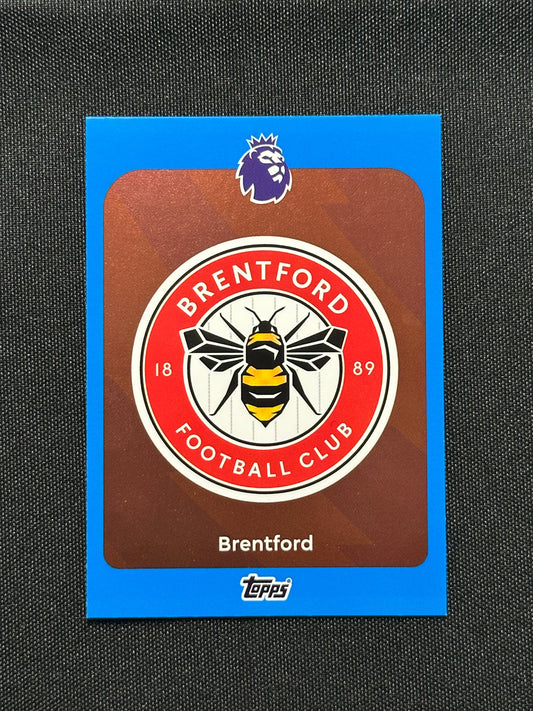 BRENTFORD
18 89
FOOTBALL CLUB
Brentford
Topps